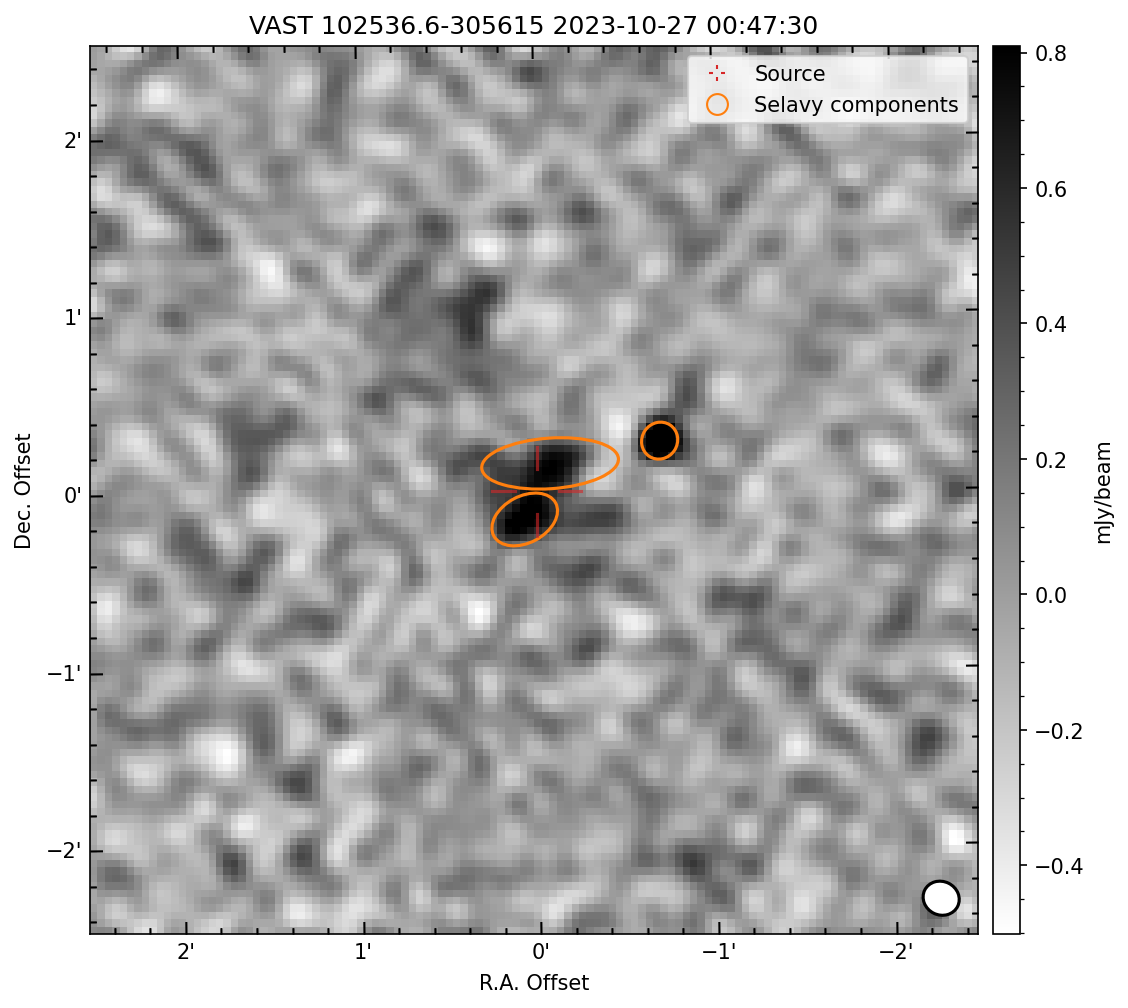 VAST 102536.6-305615 2023-10-27 00:47:30
Source
Selavy components
0.8
0.6
0.4
0.2
0.0
−0.2
−0.4
mJy/beam
2'
1'
0'
−1'
−2'
Dec. Offset
2'
1'
0'
−1'
−2'
R.A. Offset